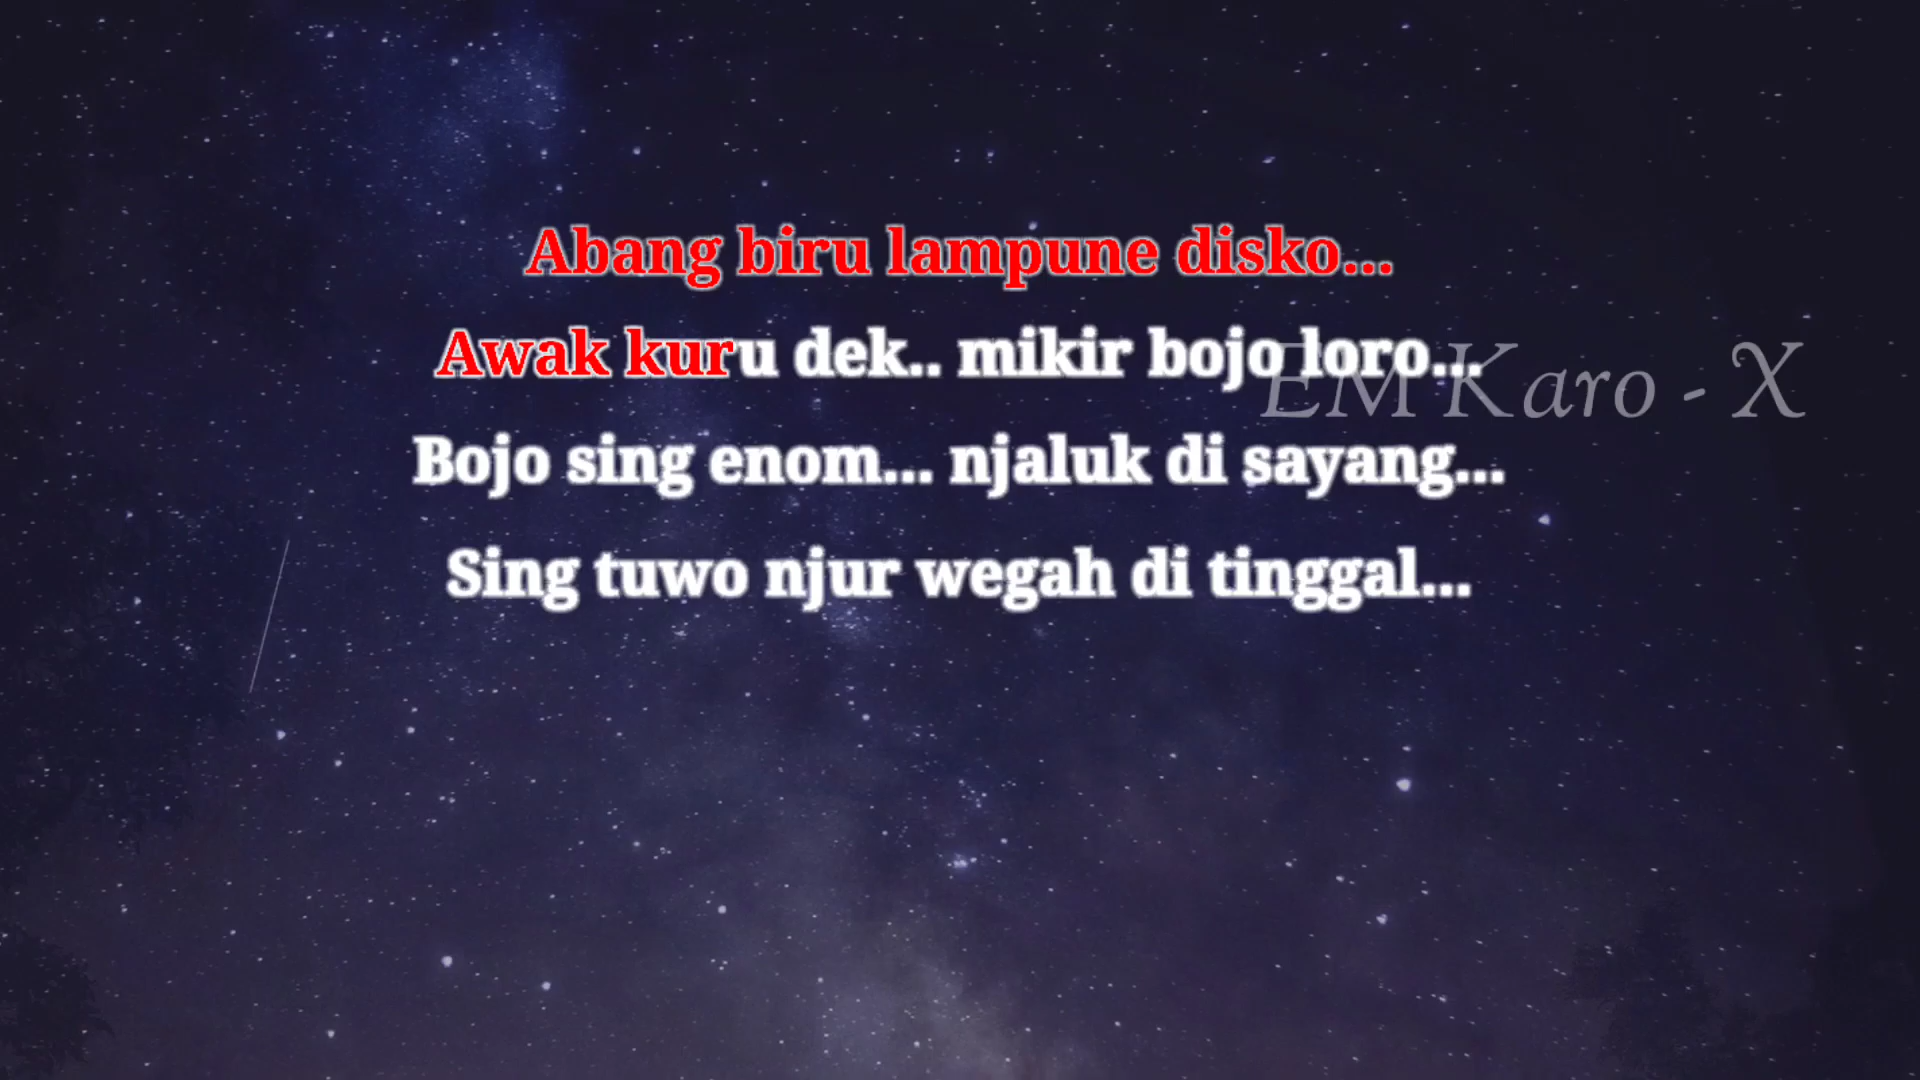 Abang biru lampune disko...
Awak kuru dek.. mikir bojo loro...
EM Karo - X
Bojo sing enom... njaluk di sayang...
Sing tuwo njur wegah di tinggal...